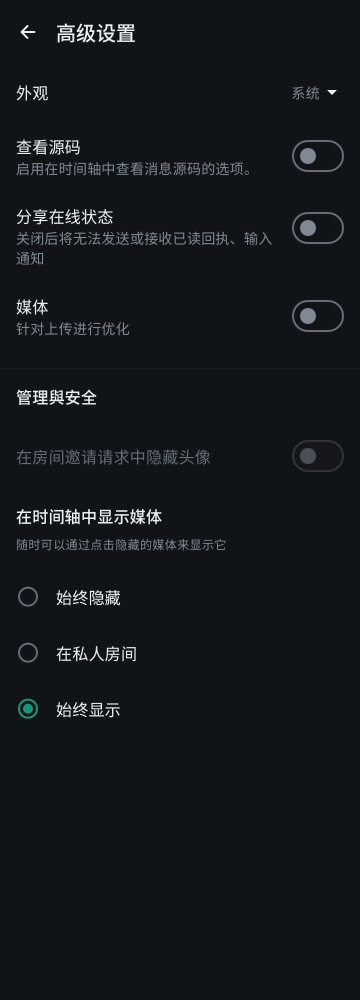 高级设置
外观
系统
查看源码
启用在时间轴中查看消息源码的选项。
分享在线状态
关闭后将无法发送或接收已读回执、输入
通知
媒体
针对上传进行优化
管理與安全
在房间邀请请求中隐藏头像
在时间轴中显示媒体
随时可以通过点击隐藏的媒体来显示它
始终隐藏
在私人房间
始终显示